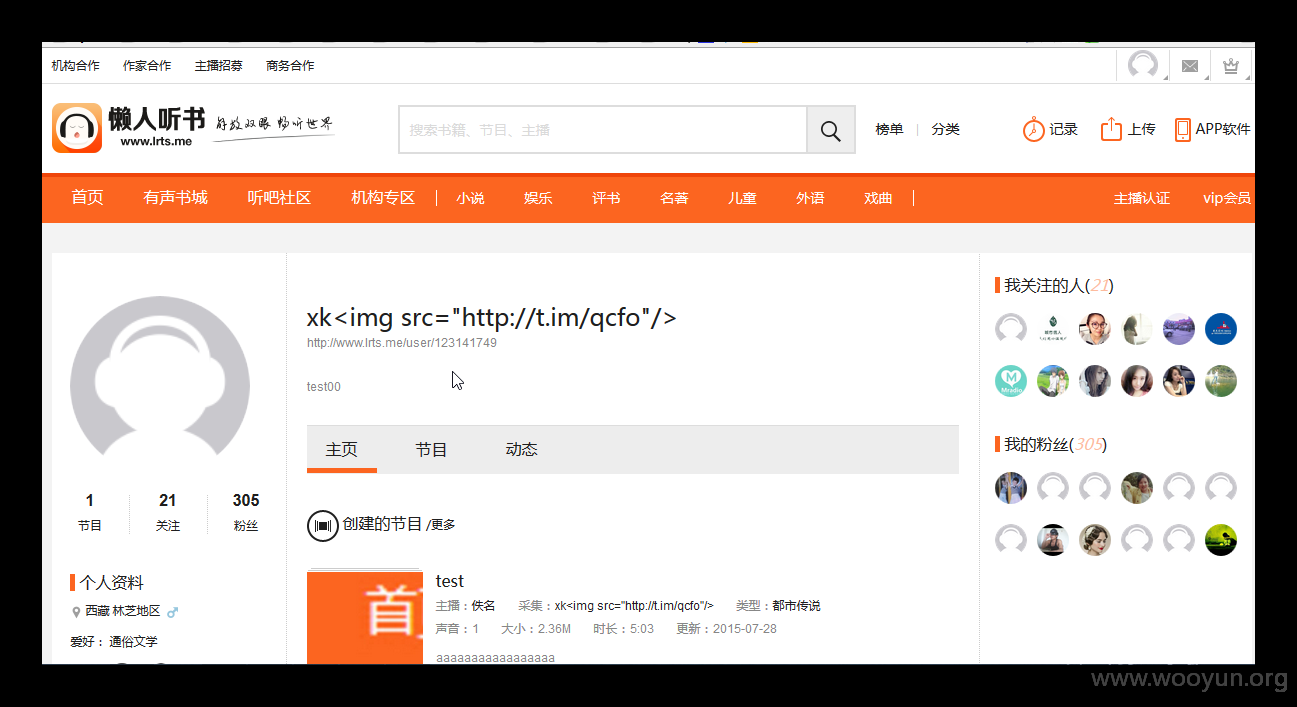 机构合作 作家合作 主播招募 商务合作
懒人听书 解放双眼 畅听世界
www.lrts.me
搜索书籍、节目、主播
榜单 分类 记录 上传 APP软件
首页 有声书城 听吧社区 机构专区 小说 娱乐 评书 名著 儿童 外语 戏曲 主播认证 vip会员
xk<img src="http://t.im/qcfo"/>
http://www.lrts.me/user/123141749
test00
主页 节目 动态
1 21 305
节目 关注 粉丝
个人资料
西藏 林芝地区
爱好： 通俗文学
创建的节目 /更多
首
test
主播：佚名 采集：xk<img src="http://t.im/qcfo"/> 类型：都市传说
声音：1 大小：2.36M 时长：5:03 更新：2015-07-28
aaaaaaaaaaaaaaaaa
我关注的人(21)
Mradio
我的粉丝(305)
www.wooyun.org